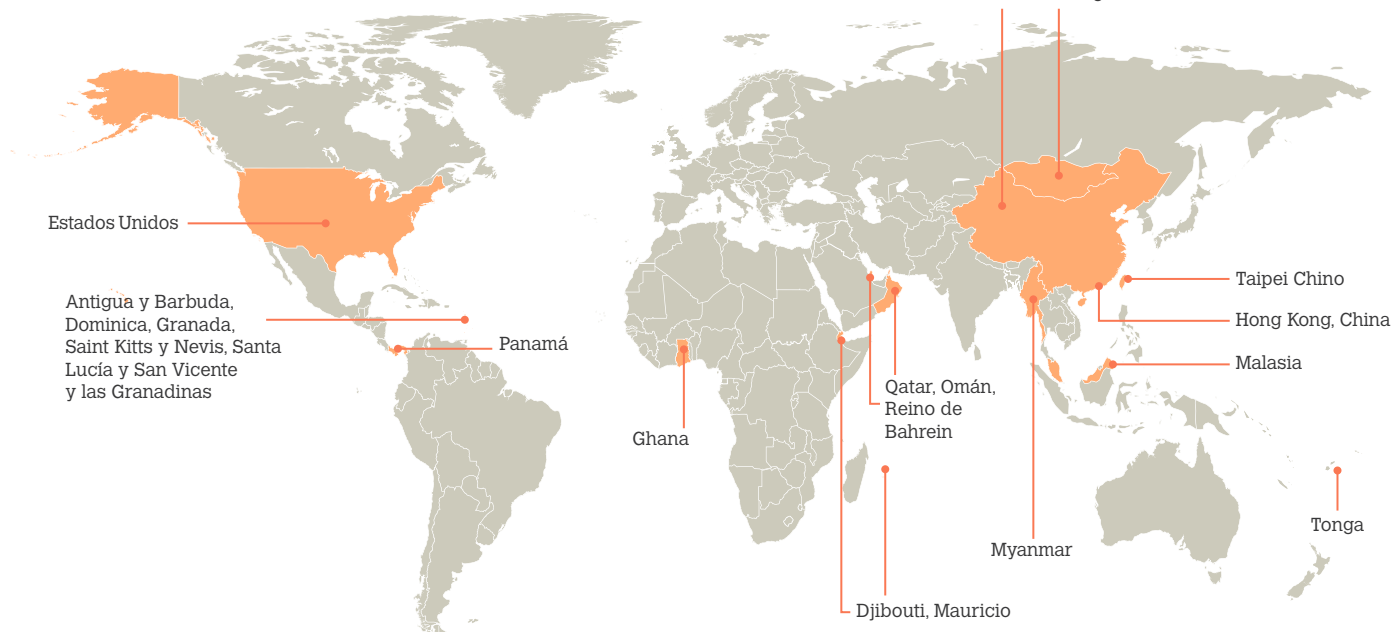 Estados Unidos
Antigua y Barbuda,
Dominica, Granada,
Saint Kitts y Nevis, Santa
Lucía y San Vicente
y las Granadinas
Panamá
Ghana
Qatar, Omán,
Reino de
Bahrein
Djibouti, Mauricio
Myanmar
Taipei Chino
Hong Kong, China
Malasia
Tonga